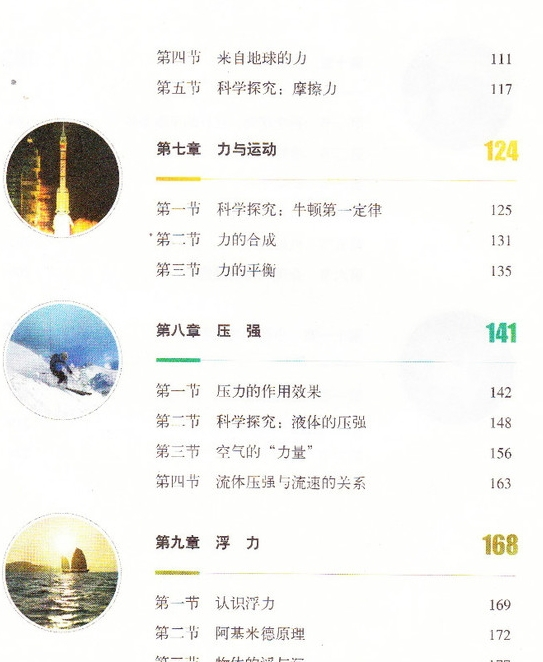 第四节 来自地球的力 111
第五节 科学探究：摩擦力 117
第七章 力与运动 124
第一节 科学探究：牛顿第一定律 125
第二节 力的合成 131
第三节 力的平衡 135
第八章 压 强 141
第一节 压力的作用效果 142
第二节 科学探究：液体的压强 148
第三节 空气的“力量” 156
第四节 流体压强与流速的关系 163
第九章 浮 力 168
第一节 认识浮力 169
第二节 阿基米德原理 172